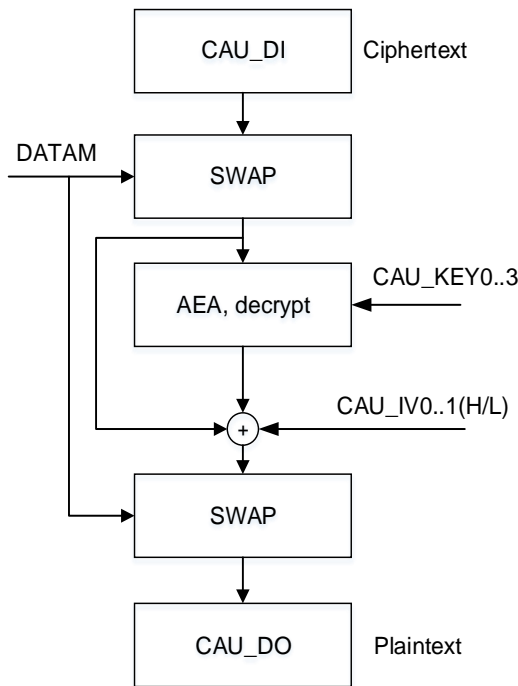 CAU_DI
Ciphertext
DATAM
SWAP
AEA, decrypt
CAU_KEY0..3
CAU_IV0..1(H/L)
+
SWAP
CAU_DO
Plaintext